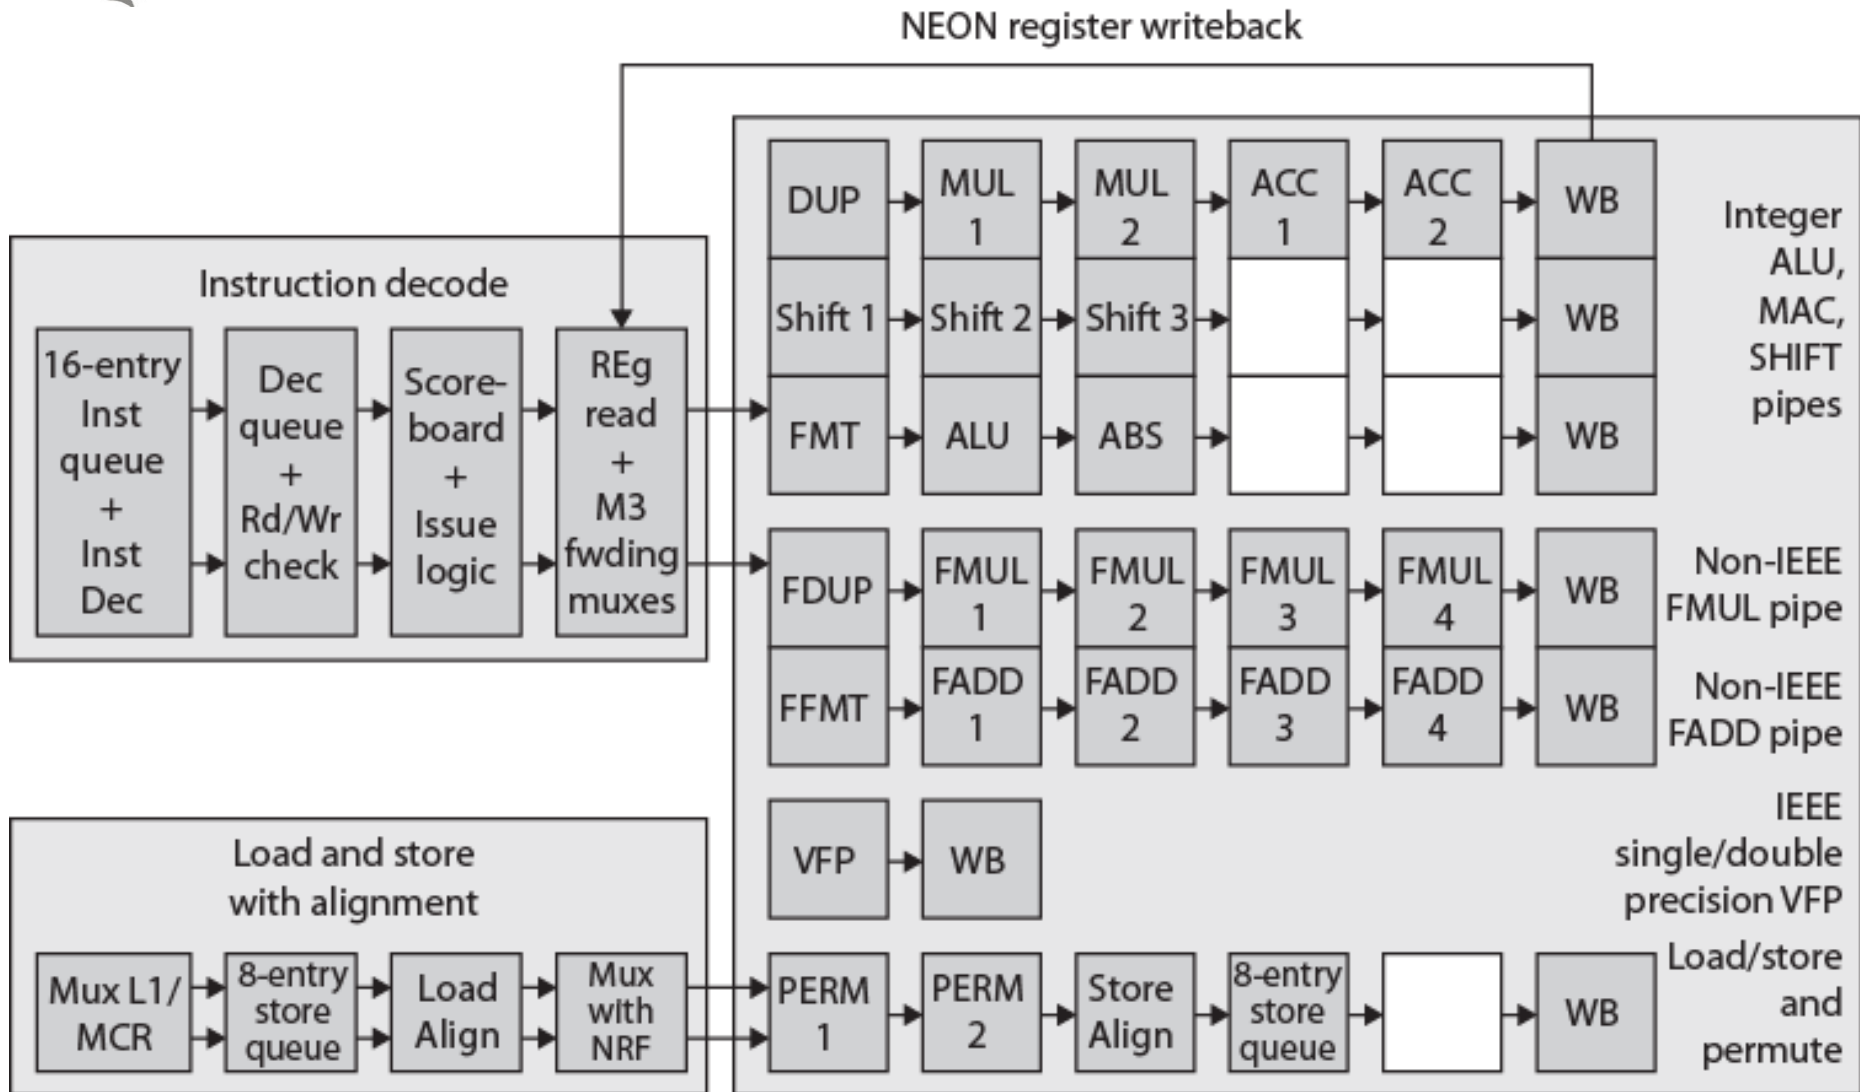 NEON register writeback
Instruction decode
16-entry
Inst
queue
+
Inst
Dec
Dec
queue
+
Rd/Wr
check
Score-
board
+
Issue
logic
REg
read
+
M3
fwding
muxes
DUP
MUL
1
MUL
2
ACC
1
ACC
2
WB
Shift 1
Shift 2
Shift 3
WB
FMT
ALU
ABS
WB
Integer
ALU,
MAC,
SHIFT
pipes
FDUP
FMUL
1
FMUL
2
FMUL
3
FMUL
4
WB
Non-IEEE
FMUL pipe
FFMT
FADD
1
FADD
2
FADD
3
FADD
4
WB
Non-IEEE
FADD pipe
VFP
WB
IEEE
single/double
precision VFP
Load and store
with alignment
Mux L1/
MCR
8-entry
store
queue
Load
Align
Mux
with
NRF
PERM
1
PERM
2
Store
Align
8-entry
store
queue
WB
Load/store
and
permute